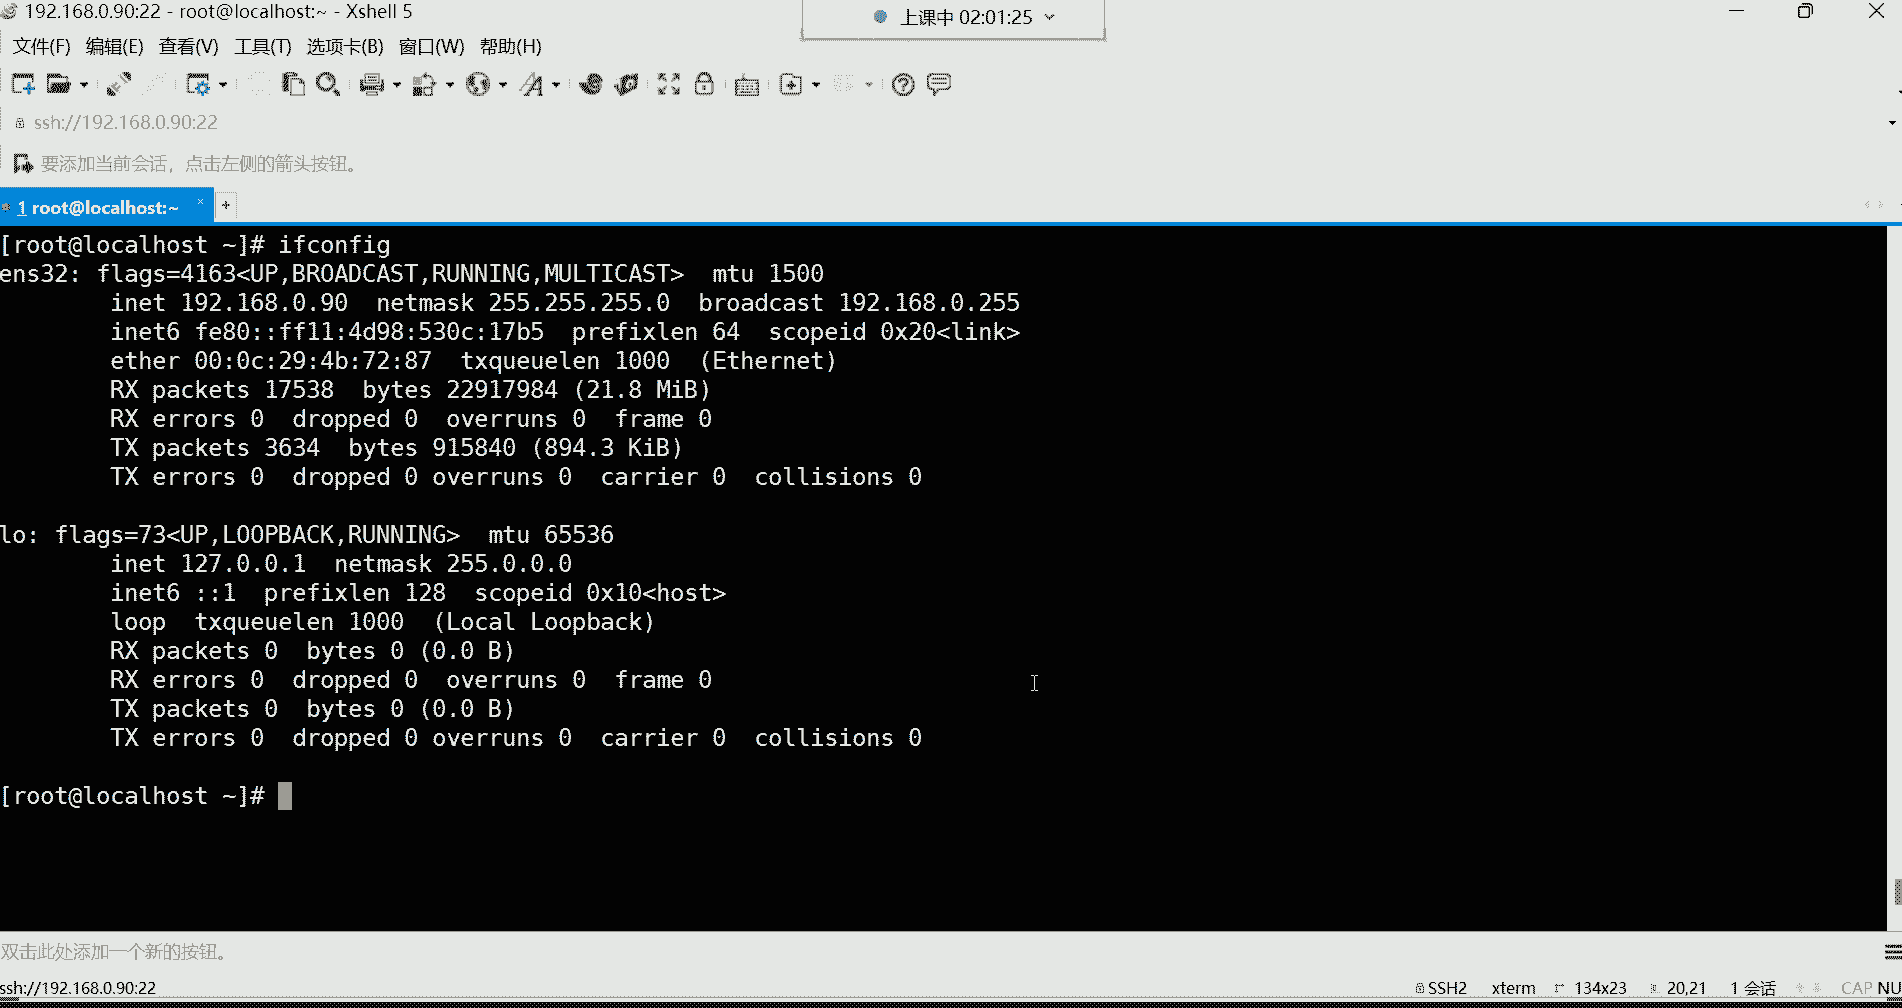 192.168.0.90:22 - root@localhost:~ - Xshell 5
上课中 02:01:25
文件(F) 编辑(E) 查看(V) 工具(T) 选项卡(B) 窗口(W) 帮助(H)
ssh://192.168.0.90:22
要添加当前会话，点击左侧的箭头按钮。
1 root@localhost:~ × +
[root@localhost ~]# ifconfig
ens32: flags=4163<UP,BROADCAST,RUNNING,MULTICAST>  mtu 1500
        inet 192.168.0.90  netmask 255.255.255.0  broadcast 192.168.0.255
        inet6 fe80::ff11:4d98:530c:17b5  prefixlen 64  scopeid 0x20<link>
        ether 00:0c:29:4b:72:87  txqueuelen 1000  (Ethernet)
        RX packets 17538  bytes 22917984 (21.8 MiB)
        RX errors 0  dropped 0  overruns 0  frame 0
        TX packets 3634  bytes 915840 (894.3 KiB)
        TX errors 0  dropped 0 overruns 0  carrier 0  collisions 0
lo: flags=73<UP,LOOPBACK,RUNNING>  mtu 65536
        inet 127.0.0.1  netmask 255.0.0.0
        inet6 ::1  prefixlen 128  scopeid 0x10<host>
        loop  txqueuelen 1000  (Local Loopback)
        RX packets 0  bytes 0 (0.0 B)
        RX errors 0  dropped 0  overruns 0  frame 0
        TX packets 0  bytes 0 (0.0 B)
        TX errors 0  dropped 0 overruns 0  carrier 0  collisions 0
[root@localhost ~]#
双击此处添加一个新的按钮。
ssh://192.168.0.90:22 SSH2 xterm 134x23 20,21 1 会话 CAP NU